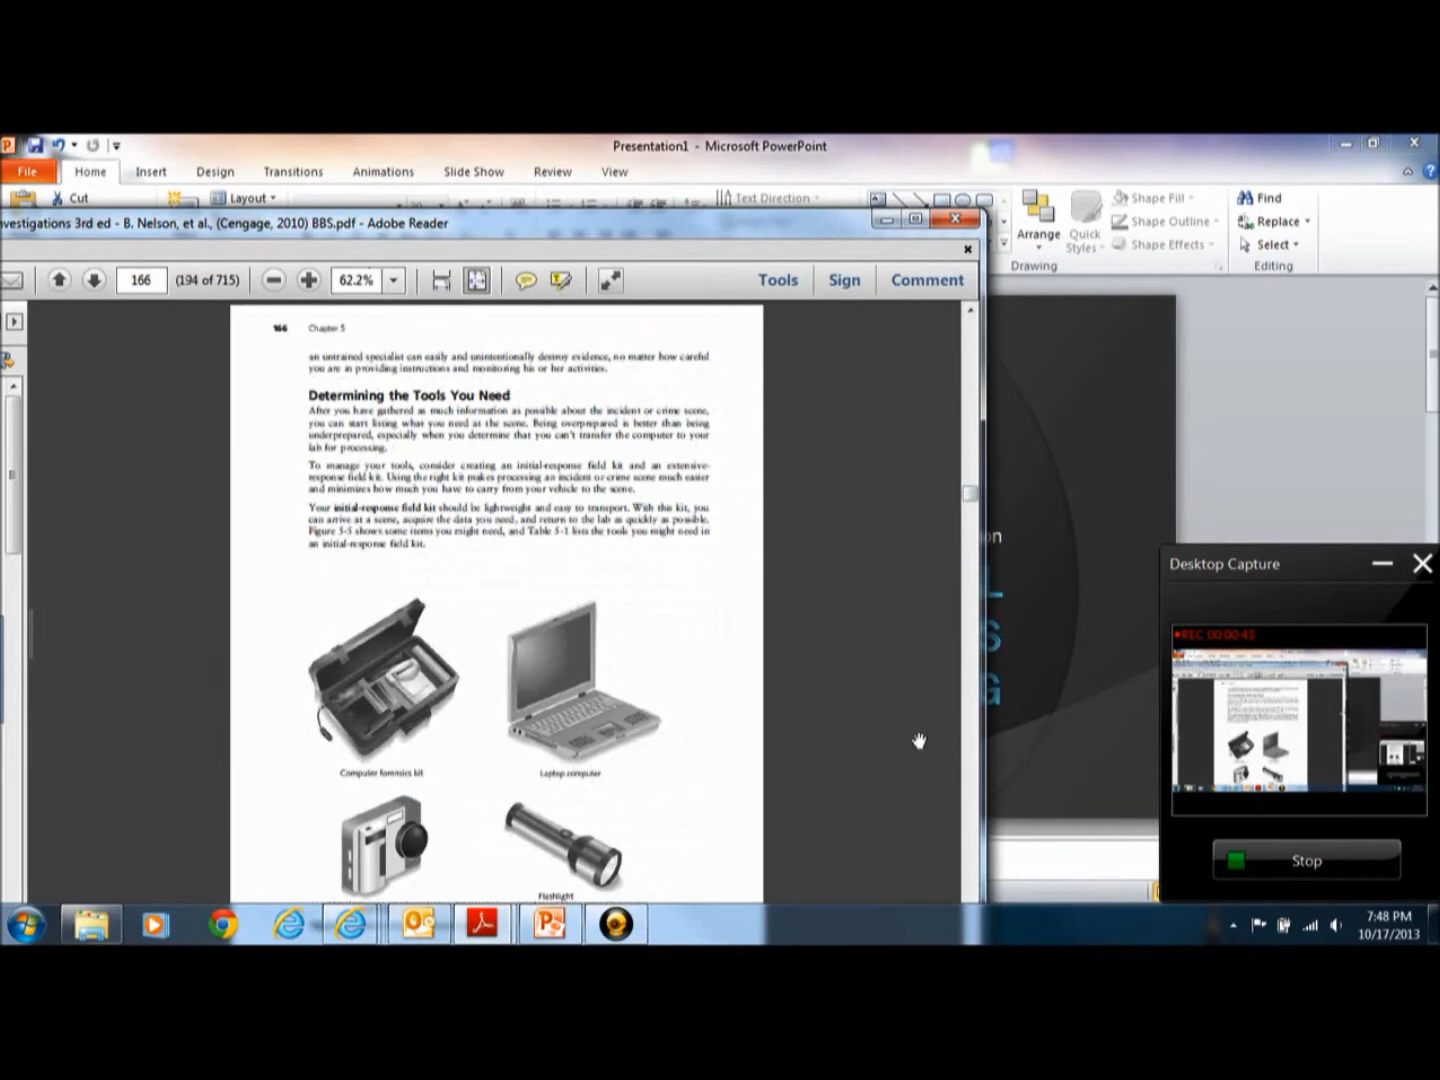 Presentation1 - Microsoft PowerPoint
File Home Insert Design Transitions Animations Slide Show Review View
Cut Layout Text Direction Shape Fill Find
Arrange Quick Styles Shape Outline Replace
Shape Effects Select
Drawing Editing
nvestigations 3rd ed - B. Nelson, et al., (Cengage, 2010) BBS.pdf - Adobe Reader
166 (194 of 715) 62.2% Tools Sign Comment
166 Chapter 5
an untrained specialist can easily and unintentionally destroy evidence, no matter how careful
you are in providing instructions and monitoring his or her activities.
Determining the Tools You Need
After you have gathered as much information as possible about the incident or crime scene,
you can start listing what you need at the scene. Being overprepared is better than being
underprepared, especially when you determine that you can't transfer the computer to your
lab for processing.
To manage your tools, consider creating an initial-response field kit and an extensive-
response field kit. Using the right kit makes processing an incident or crime scene much easier
and minimizes how much you have to carry from your vehicle to the scene.
Your initial-response field kit should be lightweight and easy to transport. With this kit, you
can arrive at a scene, acquire the data you need, and return to the lab as quickly as possible.
Figure 5-5 shows some items you might need, and Table 5-1 lists the tools you might need in
an initial-response field kit.
Computer forensics kit Laptop computer
Flashlight
on
L
S
G
Desktop Capture
REC 00:00:45
Stop
7:48 PM
10/17/2013